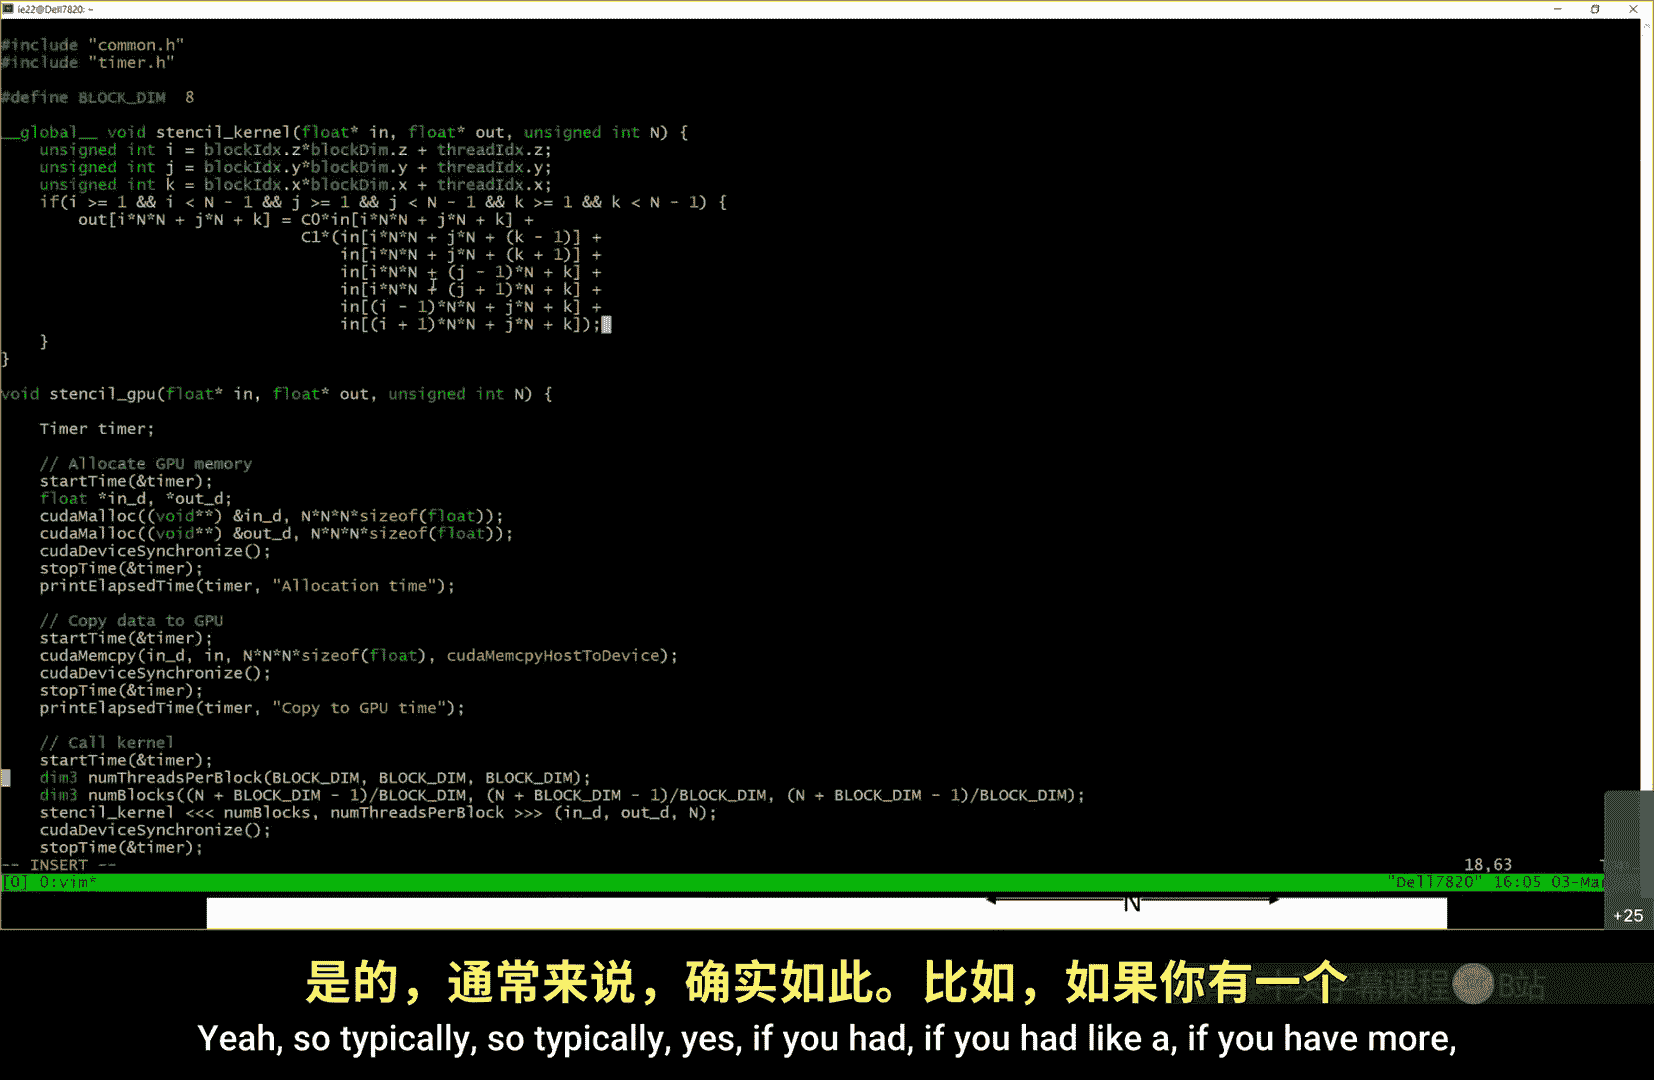 ie22@Dell7820: ~
#include "common.h"
#include "timer.h"
#define BLOCK_DIM  8
__global__ void stencil_kernel(float* in, float* out, unsigned int N) {
    unsigned int i = blockIdx.z*blockDim.z + threadIdx.z;
    unsigned int j = blockIdx.y*blockDim.y + threadIdx.y;
    unsigned int k = blockIdx.x*blockDim.x + threadIdx.x;
    if(i >= 1 && i < N - 1 && j >= 1 && j < N - 1 && k >= 1 && k < N - 1) {
        out[i*N*N + j*N + k] = C0*in[i*N*N + j*N + k] +
                               C1*(in[i*N*N + j*N + (k - 1)] +
                                   in[i*N*N + j*N + (k + 1)] +
                                   in[i*N*N + (j - 1)*N + k] +
                                   in[i*N*N + (j + 1)*N + k] +
                                   in[(i - 1)*N*N + j*N + k] +
                                   in[(i + 1)*N*N + j*N + k]);
    }
}
void stencil_gpu(float* in, float* out, unsigned int N) {
    Timer timer;
    // Allocate GPU memory
    startTime(&timer);
    float *in_d, *out_d;
    cudaMalloc((void**) &in_d, N*N*N*sizeof(float));
    cudaMalloc((void**) &out_d, N*N*N*sizeof(float));
    cudaDeviceSynchronize();
    stopTime(&timer);
    printElapsedTime(timer, "Allocation time");
    // Copy data to GPU
    startTime(&timer);
    cudaMemcpy(in_d, in, N*N*N*sizeof(float), cudaMemcpyHostToDevice);
    cudaDeviceSynchronize();
    stopTime(&timer);
    printElapsedTime(timer, "Copy to GPU time");
    // Call kernel
    startTime(&timer);
    dim3 numThreadsPerBlock(BLOCK_DIM, BLOCK_DIM, BLOCK_DIM);
    dim3 numBlocks((N + BLOCK_DIM - 1)/BLOCK_DIM, (N + BLOCK_DIM - 1)/BLOCK_DIM, (N + BLOCK_DIM - 1)/BLOCK_DIM);
    stencil_kernel <<< numBlocks, numThreadsPerBlock >>> (in_d, out_d, N);
    cudaDeviceSynchronize();
    stopTime(&timer);
-- INSERT -- 18,63
[0] 0:vim* "Dell7820" 16:05 03-Mar
N
+25
是的，通常来说，确实如此。比如，如果你有一个
字幕课程 B站
Yeah, so typically, so typically, yes, if you had, if you had like a, if you have more,